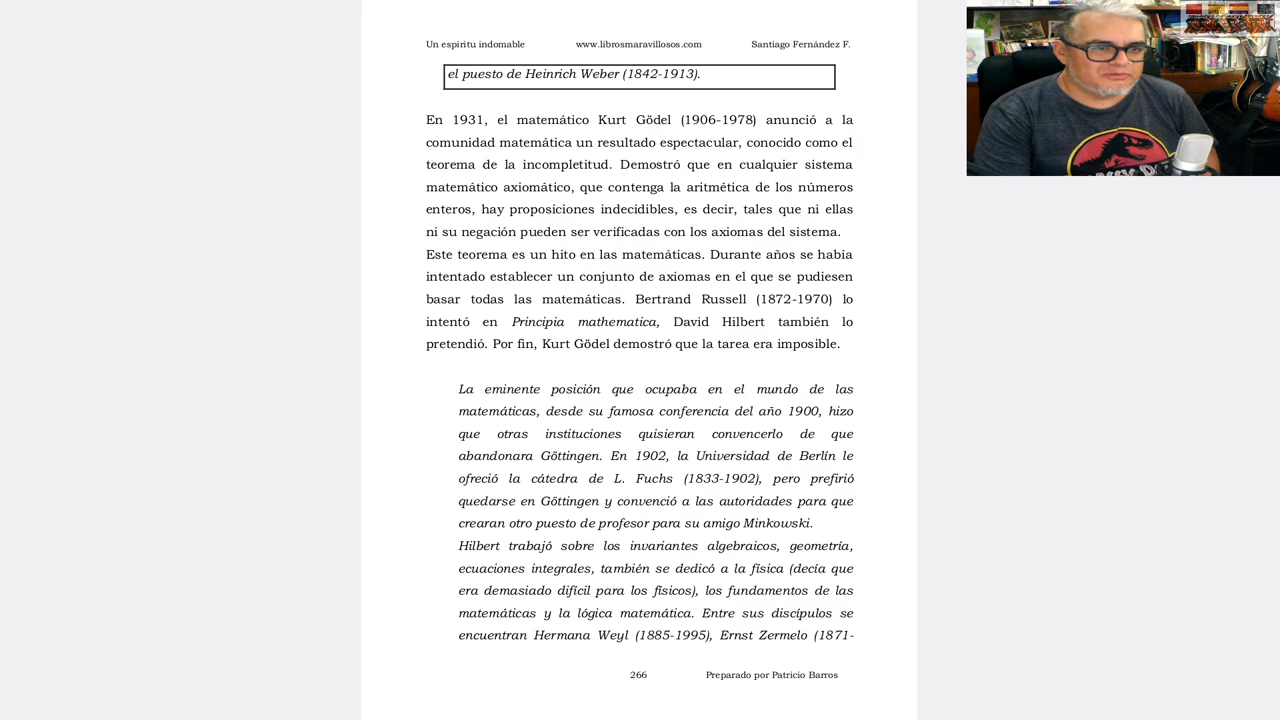 Un espíritu indomable www.librosmaravillosos.com Santiago Fernández F.
el puesto de Heinrich Weber (1842-1913).
En 1931, el matemático Kurt Gödel (1906-1978) anunció a la
comunidad matemática un resultado espectacular, conocido como el
teorema de la incompletitud. Demostró que en cualquier sistema
matemático axiomático, que contenga la aritmética de los números
enteros, hay proposiciones indecidibles, es decir, tales que ni ellas
ni su negación pueden ser verificadas con los axiomas del sistema.
Este teorema es un hito en las matemáticas. Durante años se había
intentado establecer un conjunto de axiomas en el que se pudiesen
basar todas las matemáticas. Bertrand Russell (1872-1970) lo
intentó en Principia mathematica, David Hilbert también lo
pretendió. Por fin, Kurt Gödel demostró que la tarea era imposible.
La eminente posición que ocupaba en el mundo de las
matemáticas, desde su famosa conferencia del año 1900, hizo
que otras instituciones quisieran convencerlo de que
abandonara Göttingen. En 1902, la Universidad de Berlín le
ofreció la cátedra de L. Fuchs (1833-1902), pero prefirió
quedarse en Göttingen y convenció a las autoridades para que
crearan otro puesto de profesor para su amigo Minkowski.
Hilbert trabajó sobre los invariantes algebraicos, geometría,
ecuaciones integrales, también se dedicó a la física (decía que
era demasiado difícil para los físicos), los fundamentos de las
matemáticas y la lógica matemática. Entre sus discípulos se
encuentran Hermana Weyl (1885-1995), Ernst Zermelo (1871-
266 Preparado por Patricio Barros